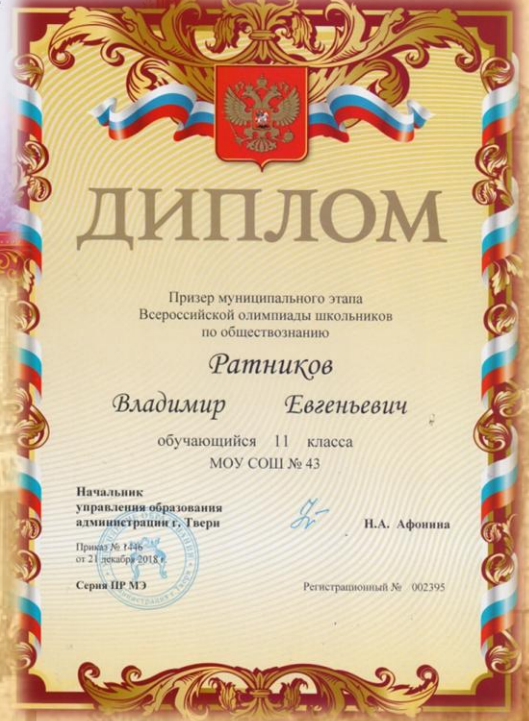 ДИПЛОМ
Призер муниципального этапа
Всероссийской олимпиады школьников
по обществознанию
Ратников
Владимир Евгеньевич
обучающийся 11 класса
МОУ СОШ № 43
Начальник
управления образования
администрации г. Твери
Н.А. Афонина
Приказ № 1446
от 21 декабря 2018 г.
Серия ПР МЭ
Регистрационный № 002395